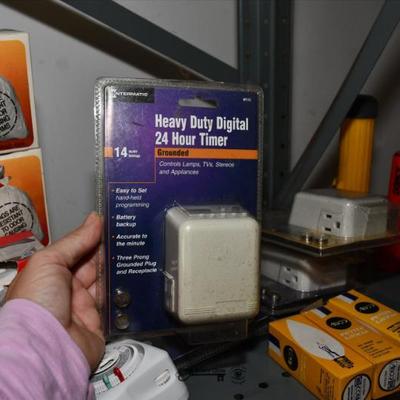 INTERMATIC
Heavy Duty Digital
24 Hour Timer
Grounded
14
Controls Lamps, TVs, Stereos
and Appliances
• Easy to Set
hand-held
programming
• Battery
backup
• Accurate to
the minute
• Three Prong
Grounded Plug
and Receptacle